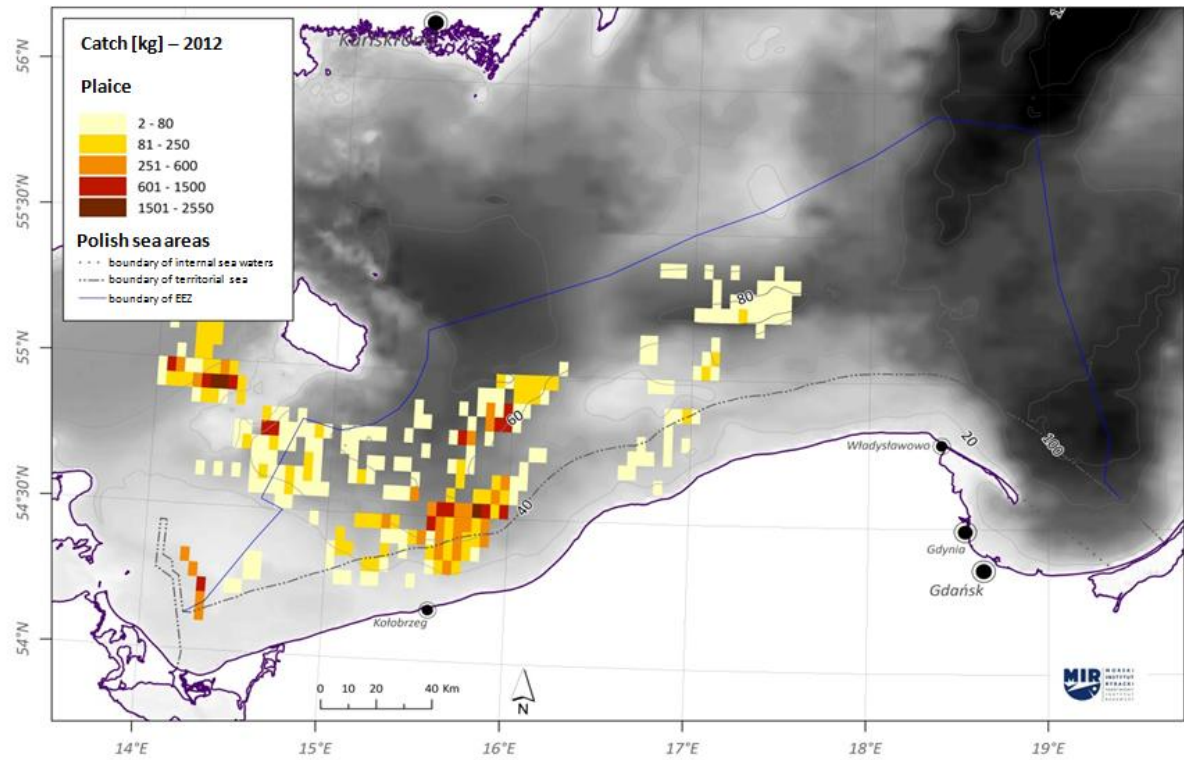 Catch [kg] – 2012
Plaice
2 - 80
81 - 250
251 - 600
601 - 1500
1501 - 2550
Polish sea areas
boundary of internal sea waters
boundary of territorial sea
boundary of EEZ
56°N
55°30'N
55°N
54°30'N
54°N
80
60
40
20
100
Władysławowo
Gdynia
Gdańsk
Kołobrzeg
0 10 20 40 Km
N
MIR
MORSKI
INSTYTUT
RYBACKI
14°E 15°E 16°E 17°E 18°E 19°E